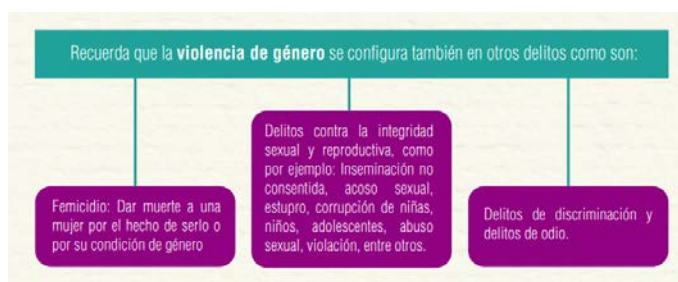 Recuerda que la violencia de género se configura también en otros delitos como son:
Femicidio: Dar muerte a una
mujer por el hecho de serlo o
por su condición de género
Delitos contra la integridad
sexual y reproductiva, como
por ejemplo: Inseminación no
consentida, acoso sexual,
estupro, corrupción de niñas,
niños, adolescentes, abuso
sexual, violación, entre otros.
Delitos de discriminación y
delitos de odio.